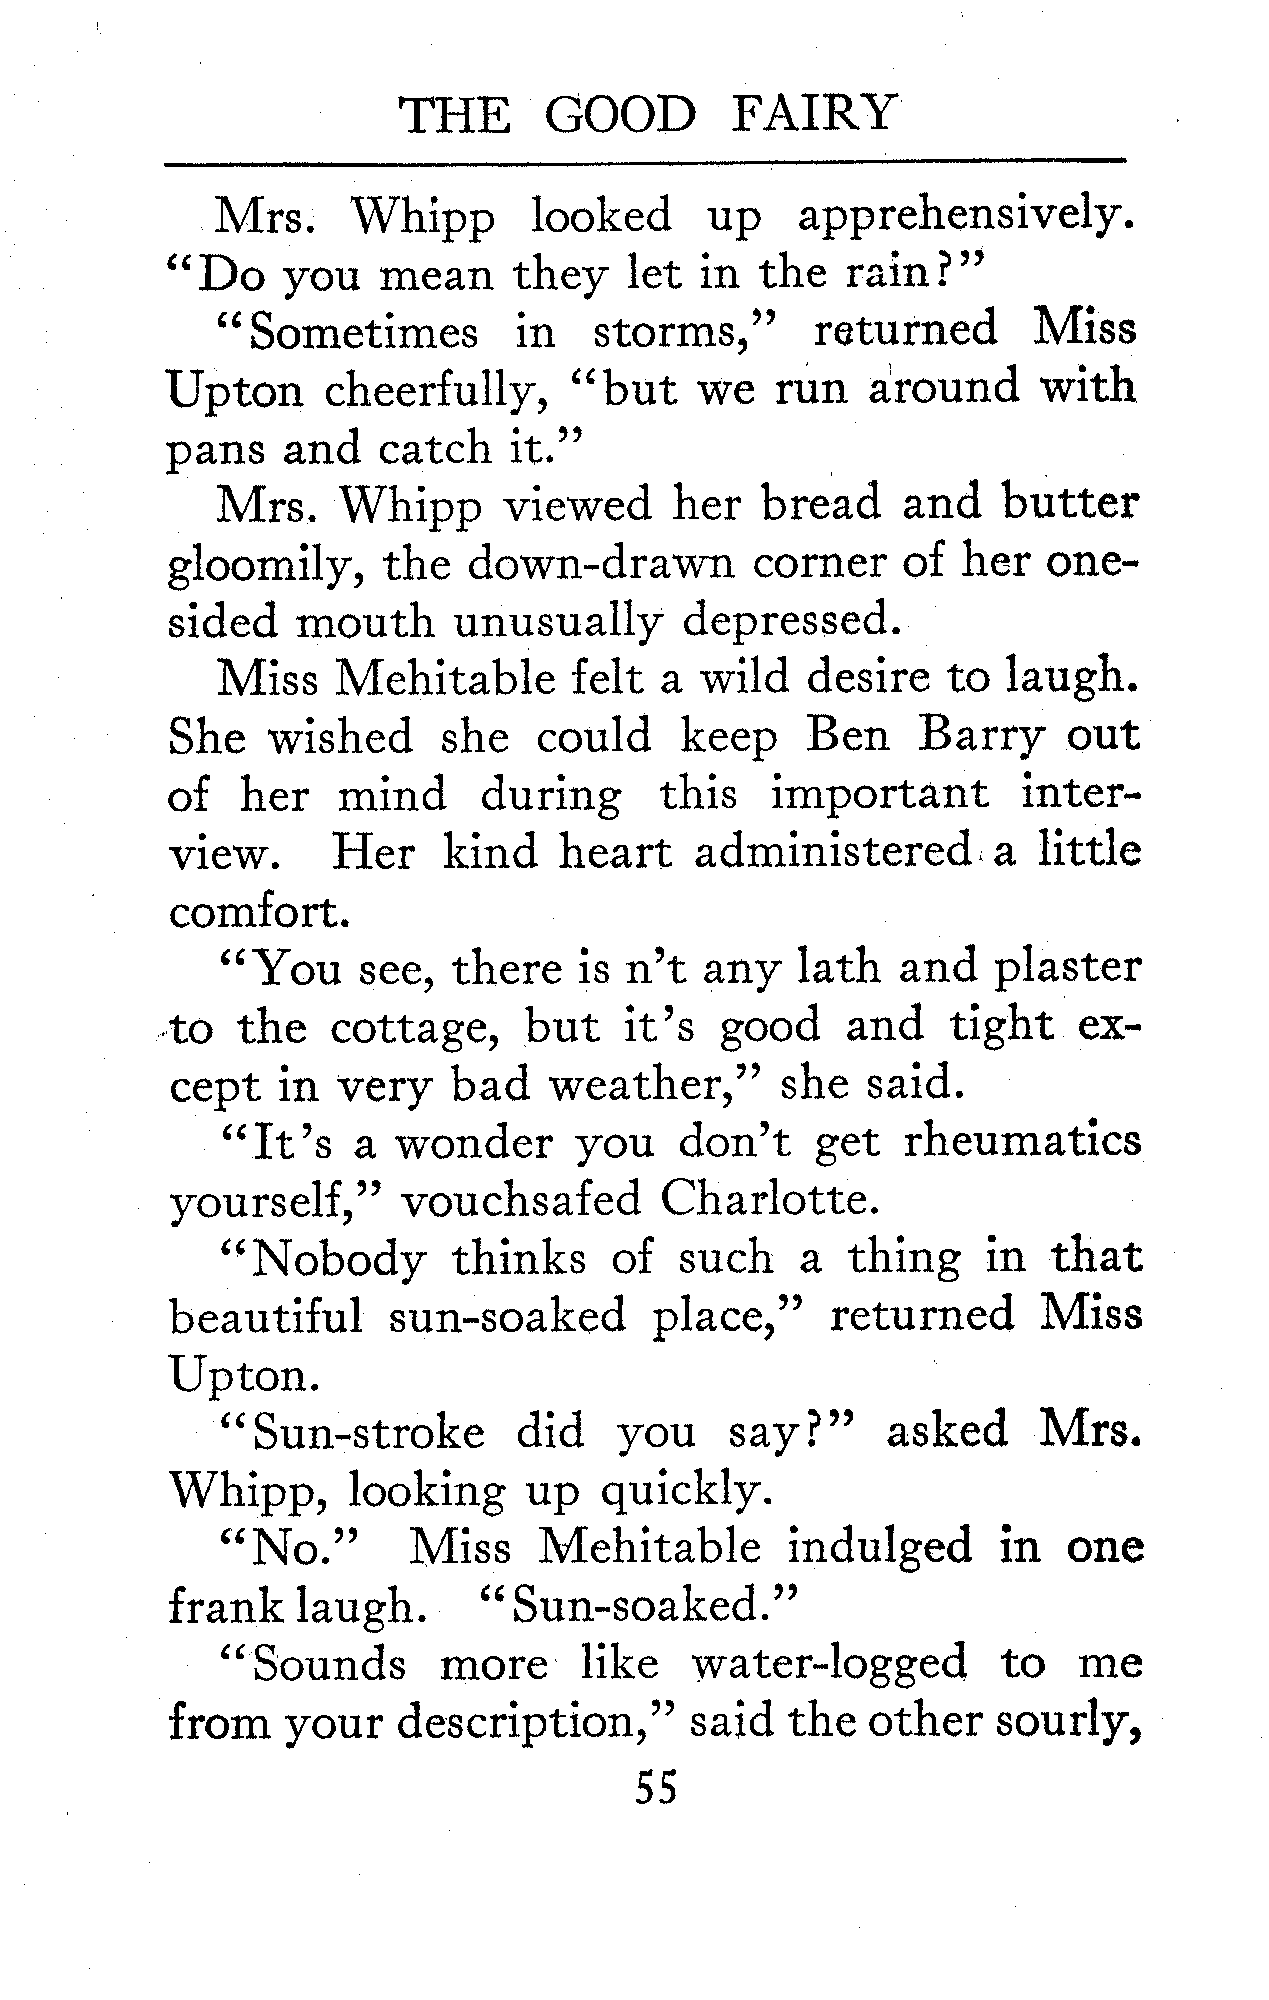 THE GOOD FAIRY
Mrs. Whipp looked up apprehensively.
“Do you mean they let in the rain?”
“Sometimes in storms,” returned Miss
Upton cheerfully, “but we run around with
pans and catch it.”
Mrs. Whipp viewed her bread and butter
gloomily, the down-drawn corner of her one-
sided mouth unusually depressed.
Miss Mehitable felt a wild desire to laugh.
She wished she could keep Ben Barry out
of her mind during this important inter-
view. Her kind heart administered a little
comfort.
“You see, there is n’t any lath and plaster
to the cottage, but it’s good and tight ex-
cept in very bad weather,” she said.
“It’s a wonder you don’t get rheumatics
yourself,” vouchsafed Charlotte.
“Nobody thinks of such a thing in that
beautiful sun-soaked place,” returned Miss
Upton.
“Sun-stroke did you say?” asked Mrs.
Whipp, looking up quickly.
“No.” Miss Mehitable indulged in one
frank laugh. “Sun-soaked.”
“Sounds more like water-logged to me
from your description,” said the other sourly,
55